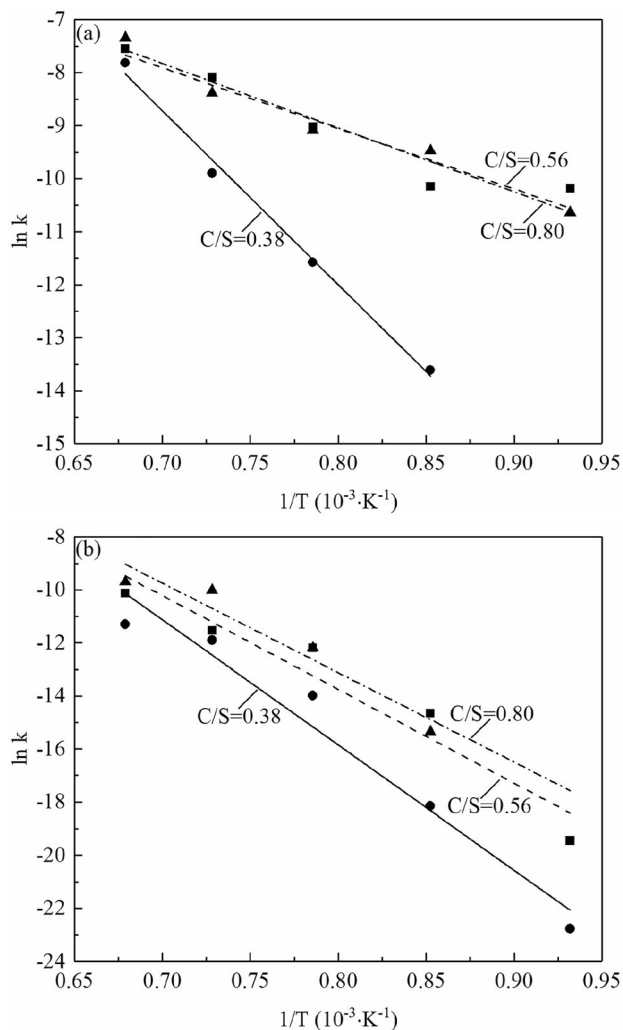 (a)
-7
-8
-9
-10
-11
-12
-13
-14
-15
ln k
C/S=0.56
C/S=0.80
C/S=0.38
0.65 0.70 0.75 0.80 0.85 0.90 0.95
1/T (10⁻³·K⁻¹)
(b)
-8
-10
-12
-14
-16
-18
-20
-22
-24
ln k
C/S=0.38
C/S=0.80
C/S=0.56
0.65 0.70 0.75 0.80 0.85 0.90 0.95
1/T (10⁻³·K⁻¹)